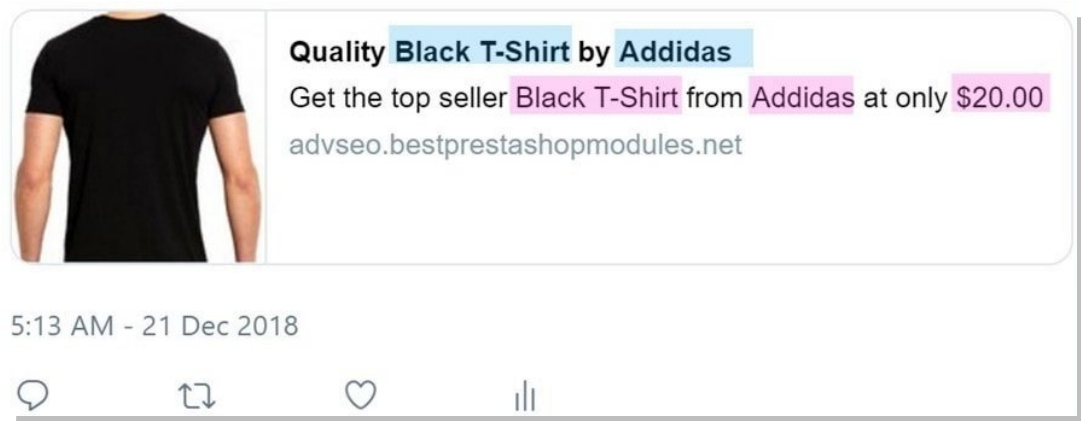 Quality Black T-Shirt by Addidas
Get the top seller Black T-Shirt from Addidas at only $20.00
advseo.bestprestashopmodules.net
5:13 AM - 21 Dec 2018